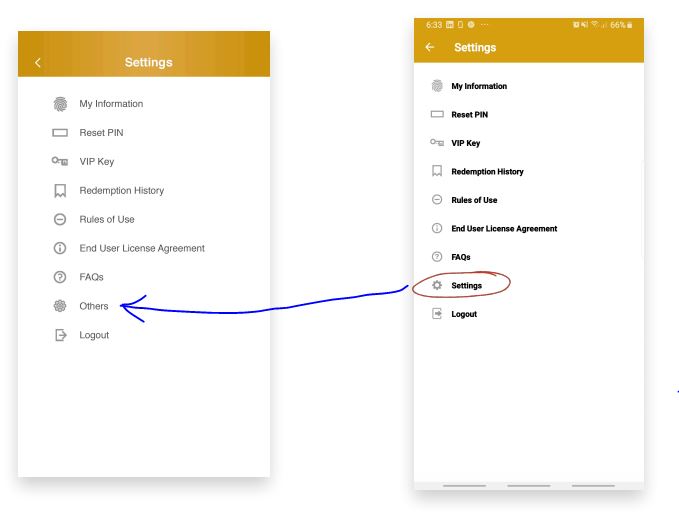 Settings
My Information
Reset PIN
VIP Key
Redemption History
Rules of Use
End User License Agreement
FAQs
Others
Logout
6:33 66%
Settings
My Information
Reset PIN
VIP Key
Redemption History
Rules of Use
End User License Agreement
FAQs
Settings
Logout